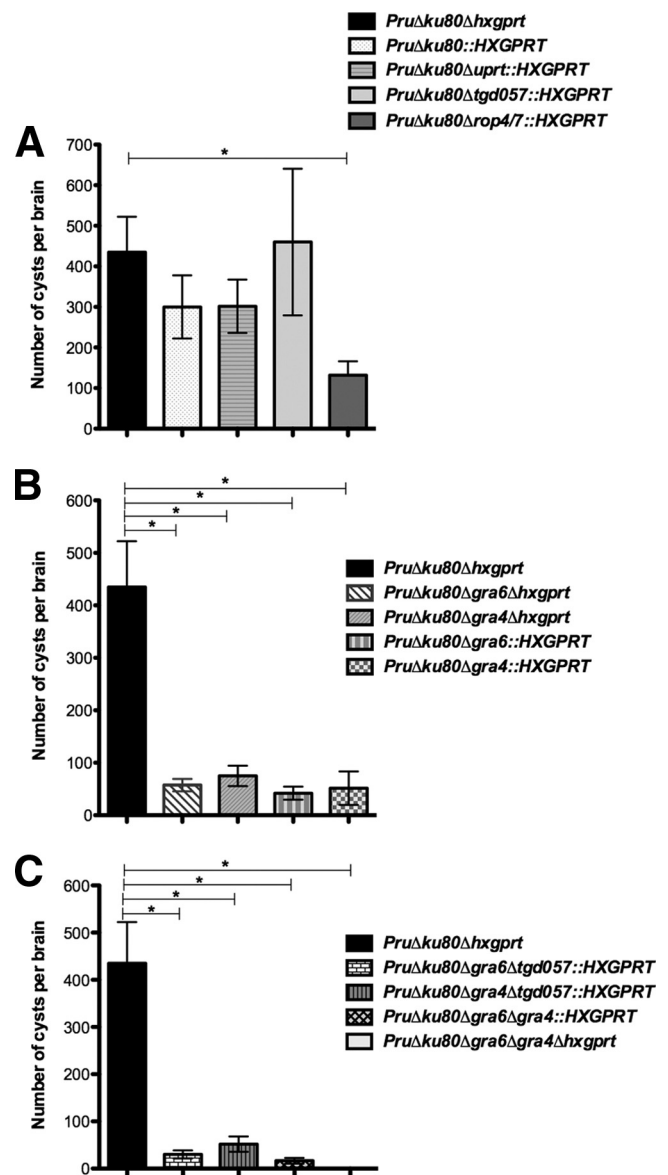 PruΔku80Δhxgprt
PruΔku80::HXGPRT
PruΔku80Δuprt::HXGPRT
PruΔku80Δtgd057::HXGPRT
PruΔku80Δrop4/7::HXGPRT
A
Number of cysts per brain
700
600
500
400
300
200
100
0
*
B
Number of cysts per brain
600
500
400
300
200
100
0
*
*
*
*
PruΔku80Δhxgprt
PruΔku80Δgra6Δhxgprt
PruΔku80Δgra4Δhxgprt
PruΔku80Δgra6::HXGPRT
PruΔku80Δgra4::HXGPRT
C
Number of cysts per brain
600
500
400
300
200
100
0
*
*
*
*
PruΔku80Δhxgprt
PruΔku80Δgra6Δtgd057::HXGPRT
PruΔku80Δgra4Δtgd057::HXGPRT
PruΔku80Δgra6Δgra4::HXGPRT
PruΔku80Δgra6Δgra4Δhxgprt